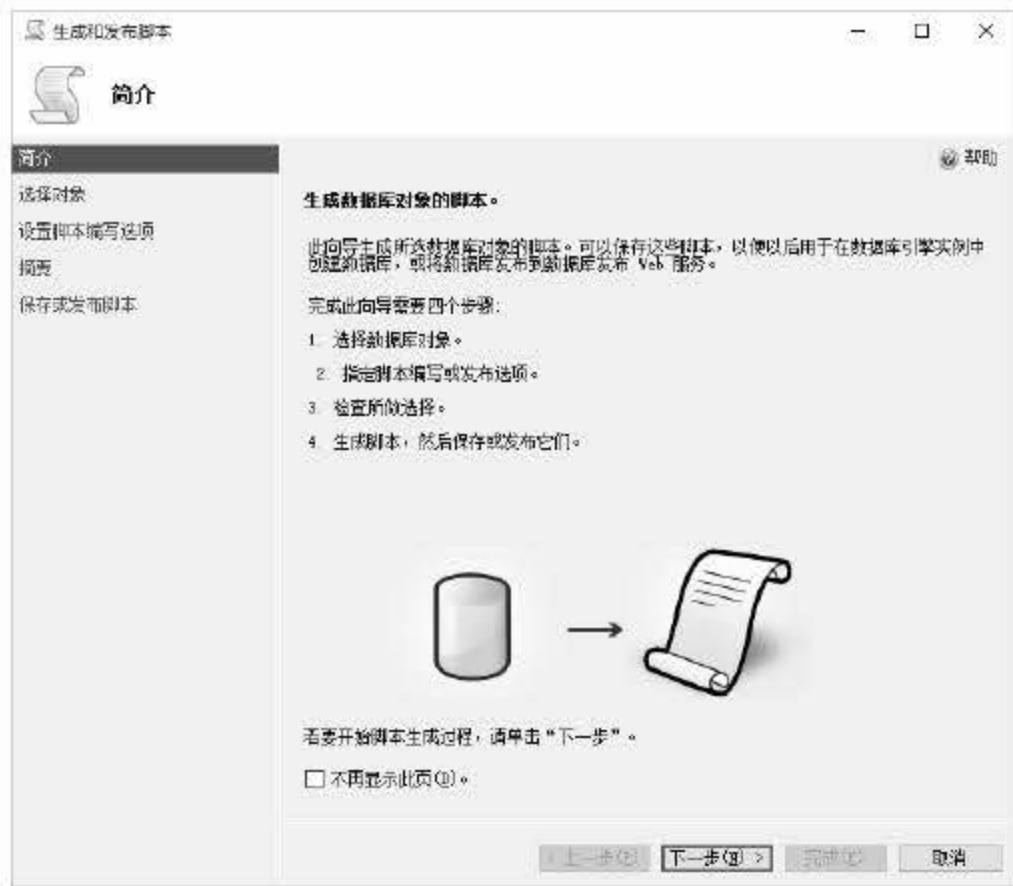 生成和发布脚本
简介
简介
选择对象
设置脚本编写选项
摘要
保存或发布脚本
帮助
生成数据库对象的脚本。
此向导生成所选数据库对象的脚本。可以保存这些脚本，以便以后用于在数据库引擎实例中
创建数据库，或将数据库发布到数据库发布 Web 服务。
完成此向导需要四个步骤:
1. 选择数据库对象。
2. 指定脚本编写或发布选项。
3. 检查所做选择。
4. 生成脚本，然后保存或发布它们。
若要开始脚本生成过程，请单击“下一步”。
不再显示此页(D)。
< 上一步(P) 下一步(N) > 完成(F) 取消